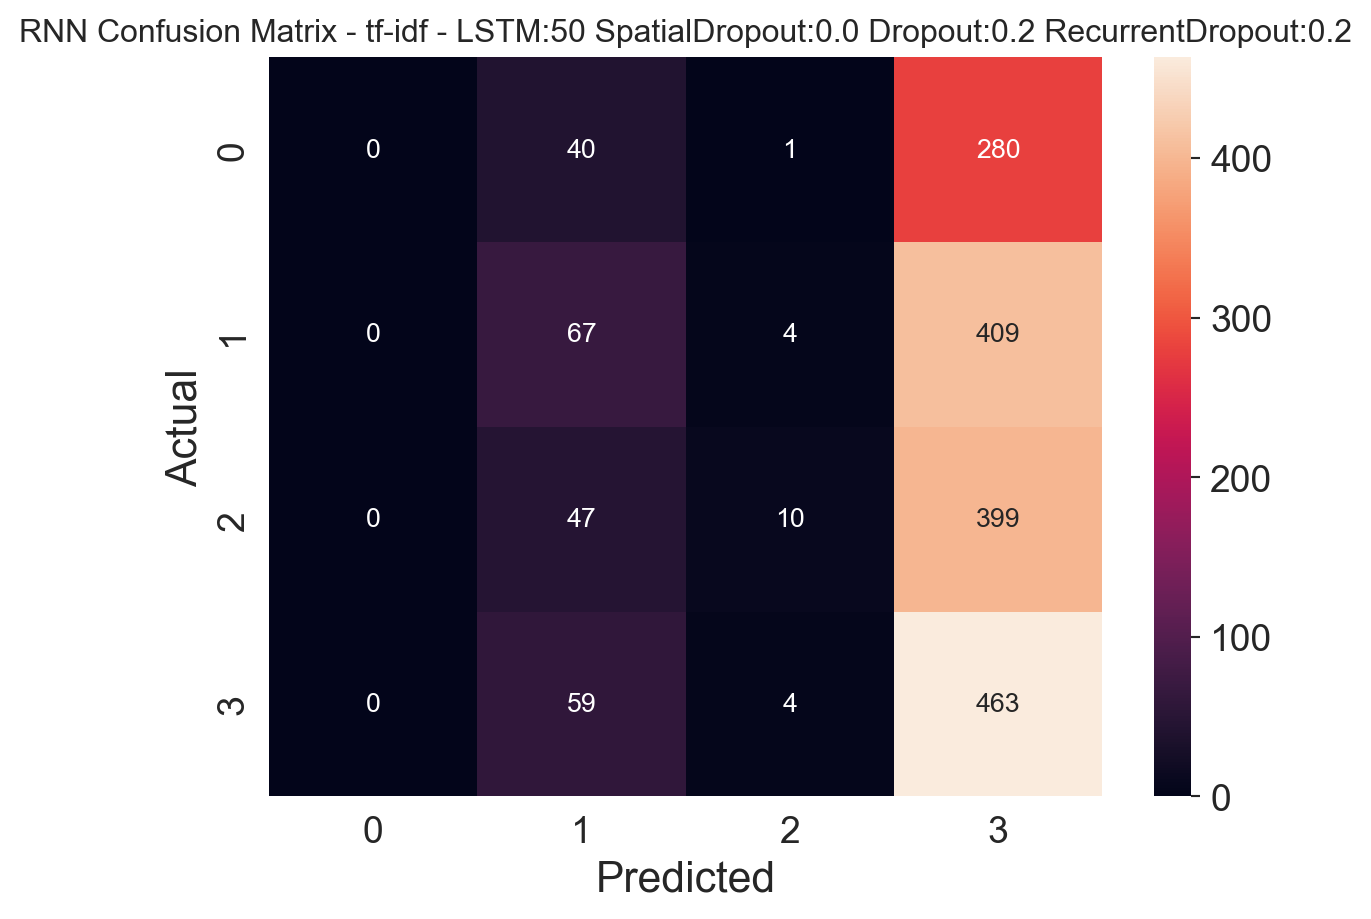 RNN Confusion Matrix - tf-idf - LSTM:50 SpatialDropout:0.0 Dropout:0.2 RecurrentDropout:0.2
0 0 40 1 280
1 0 67 4 409
2 0 47 10 399
3 0 59 4 463
Actual
0 1 2 3
Predicted
400
300
200
100
0